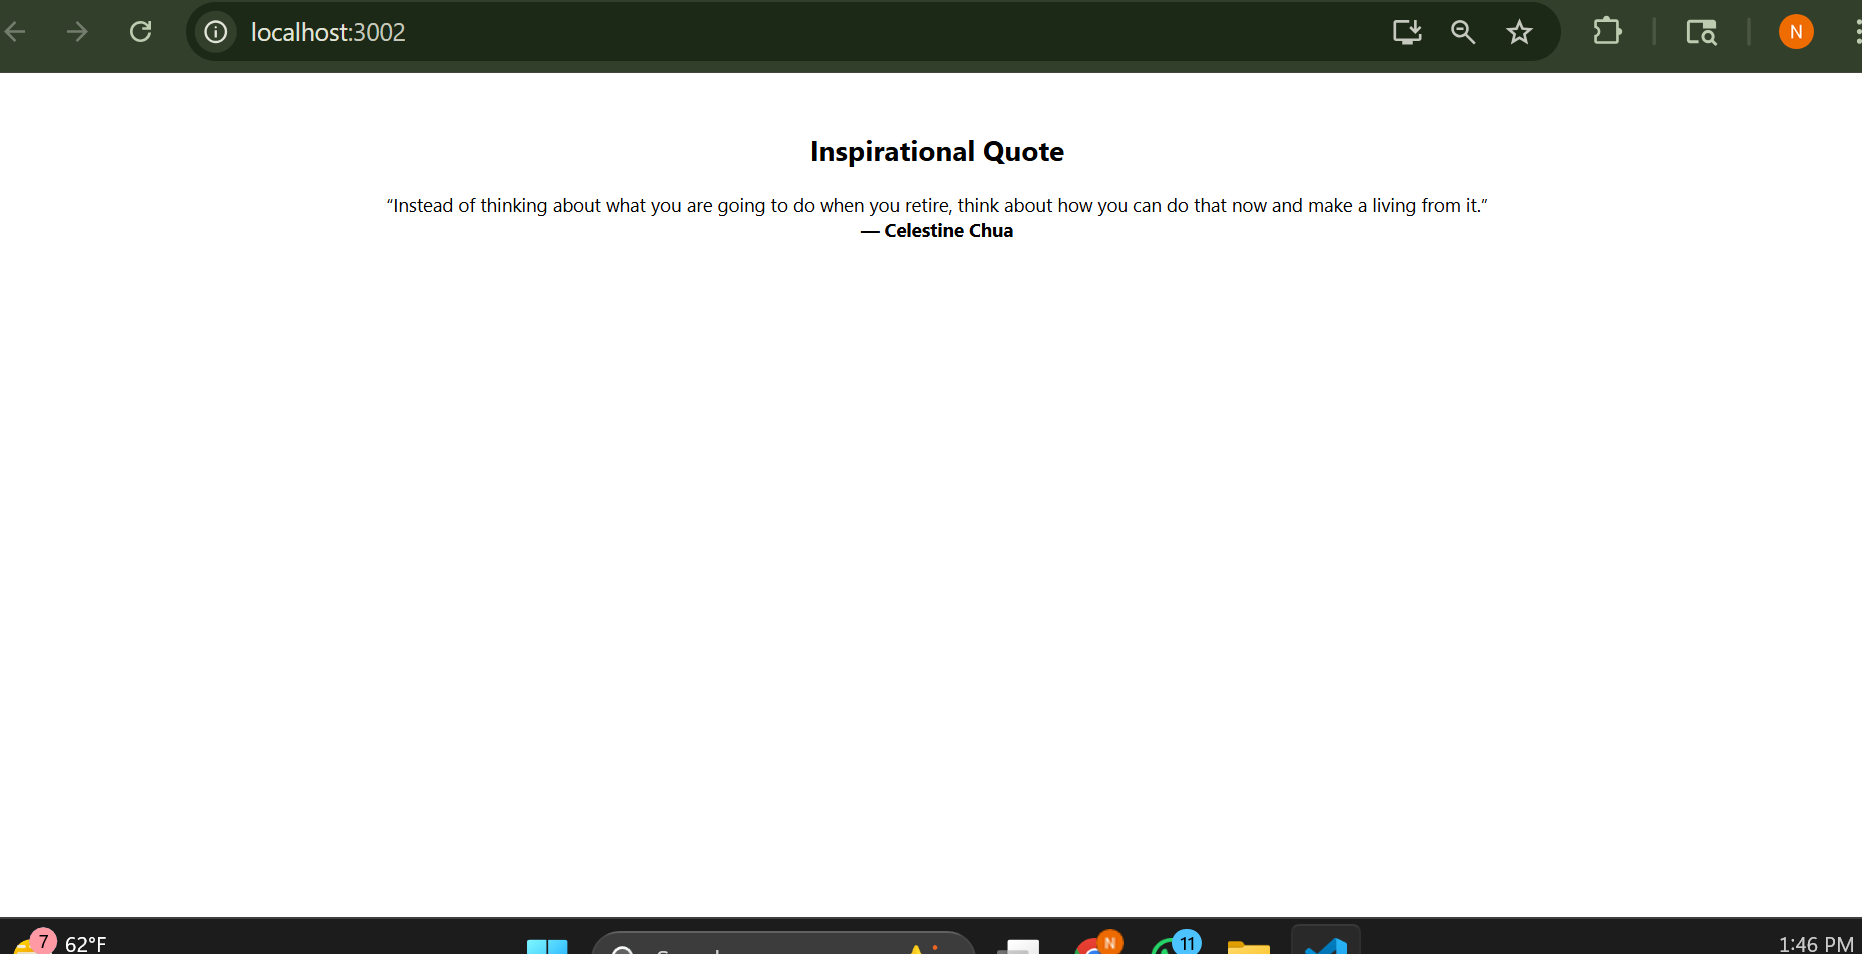 localhost:3002
N
Inspirational Quote
“Instead of thinking about what you are going to do when you retire, think about how you can do that now and make a living from it.”
— Celestine Chua
7
62°F
N
11
1:46 PM